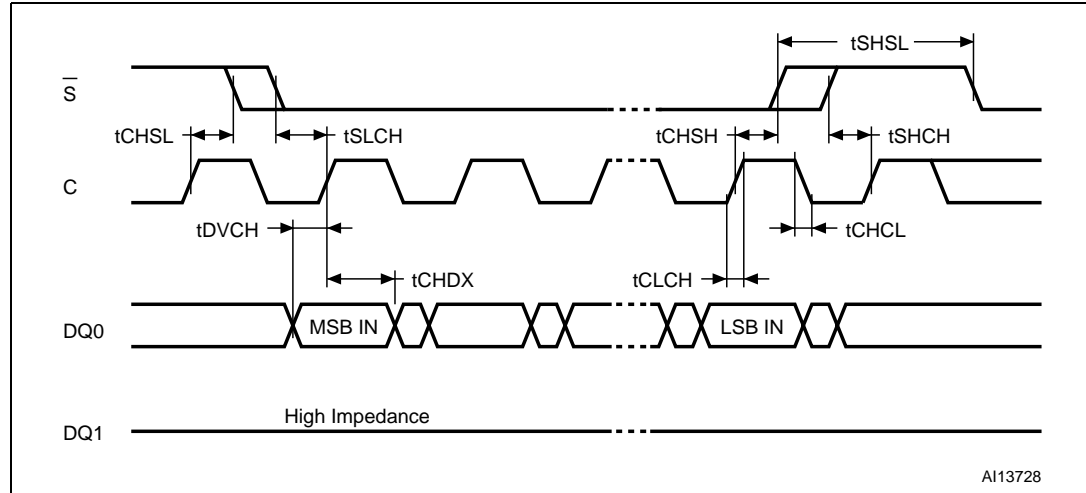 tSHSL
S
tCHSL
tSLCH
tCHSH
tSHCH
C
tDVCH
tCHCL
tCHDX
tCLCH
DQ0
MSB IN
LSB IN
High Impedance
DQ1
AI13728